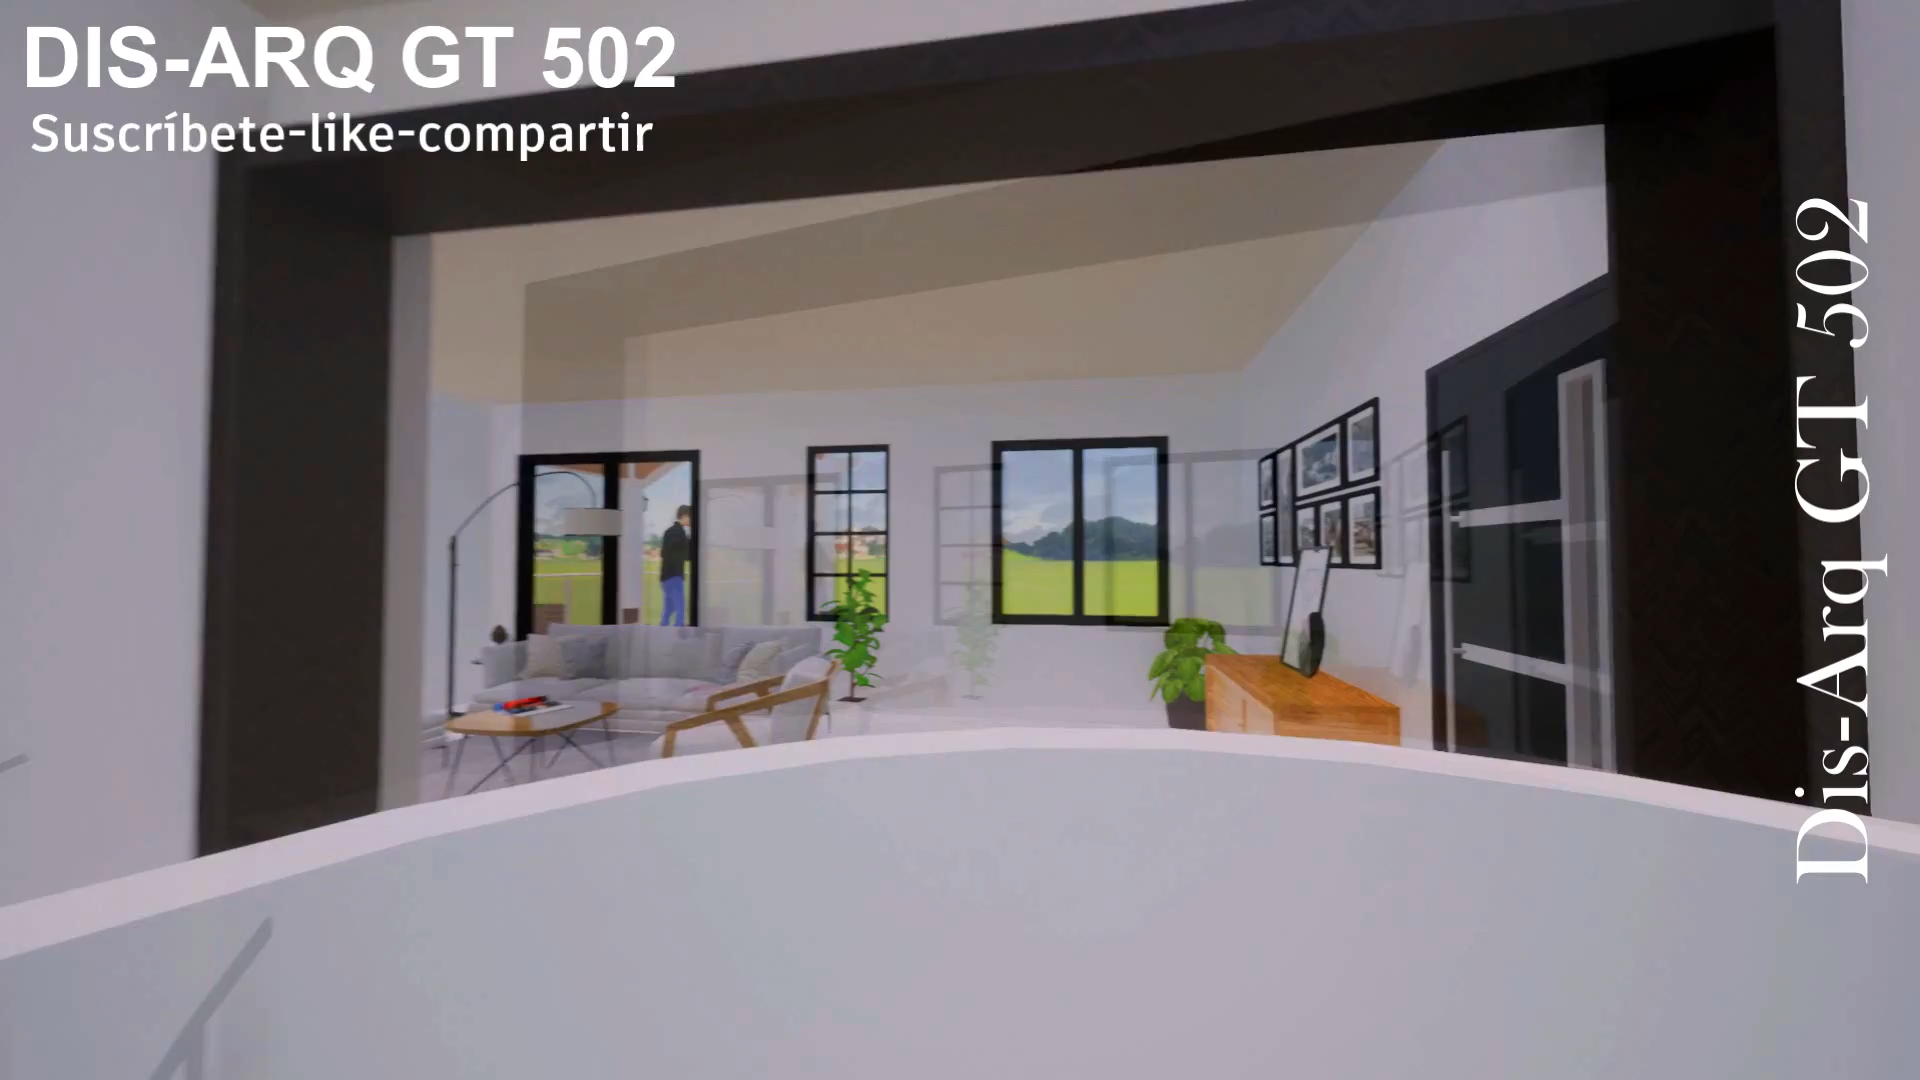 DIS-ARQ GT 502
Suscríbete-like-compartir
Dis-Arq GT 502